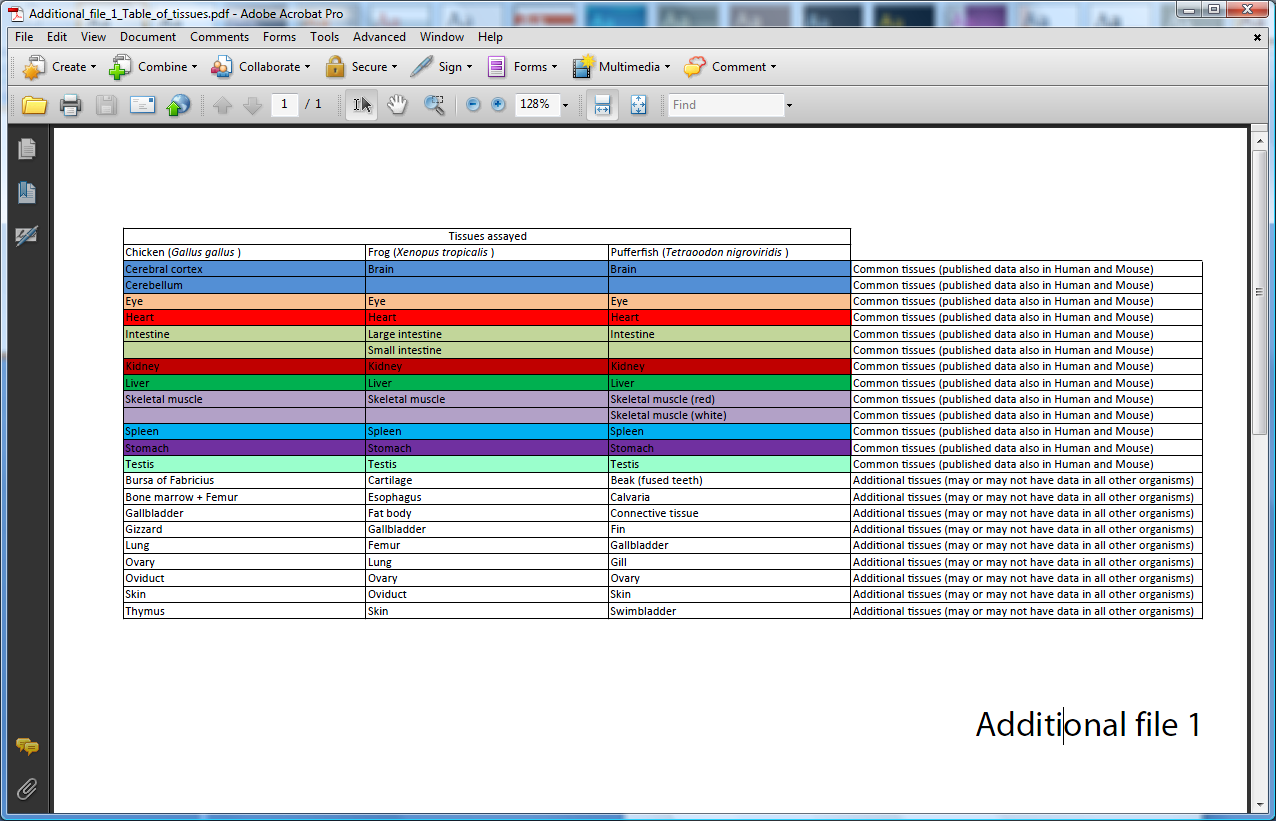 Additional_file_1_Table_of_tissues.pdf - Adobe Acrobat Pro
File Edit View Document Comments Forms Tools Advanced Window Help
Create Combine Collaborate Secure Sign Forms Multimedia Comment
1 / 1 128% Find
Tissues assayed
Chicken (Gallus gallus ) Frog (Xenopus tropicalis ) Pufferfish (Tetraoodon nigroviridis )
Cerebral cortex Brain Brain Common tissues (published data also in Human and Mouse)
Cerebellum Common tissues (published data also in Human and Mouse)
Eye Eye Eye Common tissues (published data also in Human and Mouse)
Heart Heart Heart Common tissues (published data also in Human and Mouse)
Intestine Large intestine Intestine Common tissues (published data also in Human and Mouse)
Small intestine Common tissues (published data also in Human and Mouse)
Kidney Kidney Kidney Common tissues (published data also in Human and Mouse)
Liver Liver Liver Common tissues (published data also in Human and Mouse)
Skeletal muscle Skeletal muscle Skeletal muscle (red) Common tissues (published data also in Human and Mouse)
Skeletal muscle (white) Common tissues (published data also in Human and Mouse)
Spleen Spleen Spleen Common tissues (published data also in Human and Mouse)
Stomach Stomach Stomach Common tissues (published data also in Human and Mouse)
Testis Testis Testis Common tissues (published data also in Human and Mouse)
Bursa of Fabricius Cartilage Beak (fused teeth) Additional tissues (may or may not have data in all other organisms)
Bone marrow + Femur Esophagus Calvaria Additional tissues (may or may not have data in all other organisms)
Gallbladder Fat body Connective tissue Additional tissues (may or may not have data in all other organisms)
Gizzard Gallbladder Fin Additional tissues (may or may not have data in all other organisms)
Lung Femur Gallbladder Additional tissues (may or may not have data in all other organisms)
Ovary Lung Gill Additional tissues (may or may not have data in all other organisms)
Oviduct Ovary Ovary Additional tissues (may or may not have data in all other organisms)
Skin Oviduct Skin Additional tissues (may or may not have data in all other organisms)
Thymus Skin Swimbladder Additional tissues (may or may not have data in all other organisms)
Additional file 1